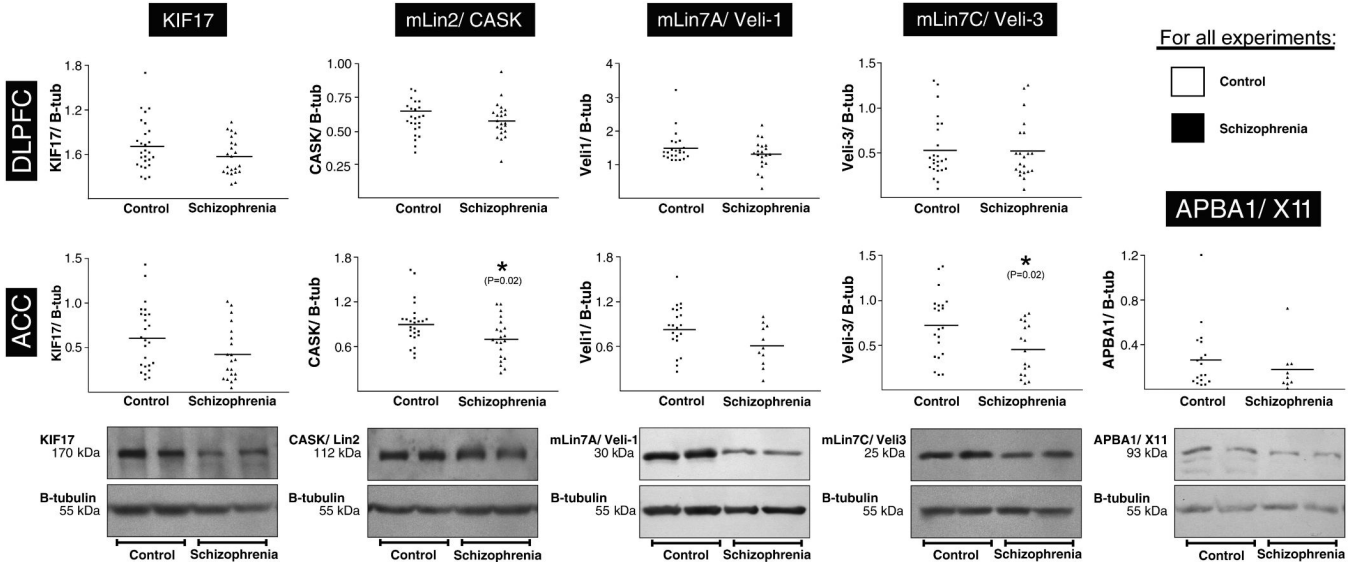 KIF17
mLin2/ CASK
mLin7A/ Veli-1
mLin7C/ Veli-3
For all experiments:
Control
Schizophrenia
DLPFC
KIF17/ B-tub
1.8
1.2
1.6
Control Schizophrenia
CASK/ B-tub
1.00
0.75
0.50
0.25
Control Schizophrenia
Veli1/ B-tub
4
3
2
1
Control Schizophrenia
Veli-3/ B-tub
1.5
1.0
0.5
Control Schizophrenia
APBA1/ X11
ACC
KIF17/ B-tub
1.5
1.0
0.5
Control Schizophrenia
CASK/ B-tub
1.8
1.2
0.6
*
(P=0.02)
Control Schizophrenia
Veli1/ B-tub
1.8
1.2
0.6
Control Schizophrenia
Veli-3/ B-tub
1.5
1.0
0.5
*
(P=0.02)
Control Schizophrenia
APBA1/ B-tub
1.2
0.8
0.4
Control Schizophrenia
KIF17
170 kDa
B-tubulin
55 kDa
Control Schizophrenia
CASK/ Lin2
112 kDa
B-tubulin
55 kDa
Control Schizophrenia
mLin7A/ Veli-1
30 kDa
B-tubulin
55 kDa
Control Schizophrenia
mLin7C/ Veli3
25 kDa
B-tubulin
55 kDa
Control Schizophrenia
APBA1/ X11
93 kDa
B-tubulin
55 kDa
Control Schizophrenia